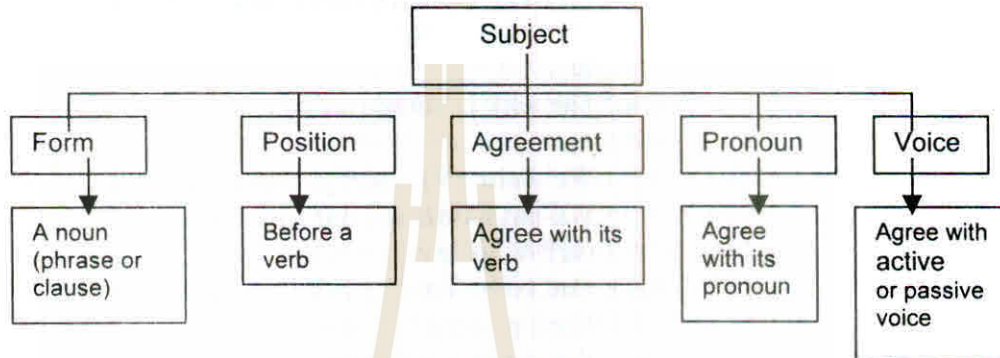 Subject
Form
Position
Agreement
Pronoun
Voice
A noun
(phrase or
clause)
Before a
verb
Agree with its
verb
Agree
with its
pronoun
Agree with
active
or passive
voice